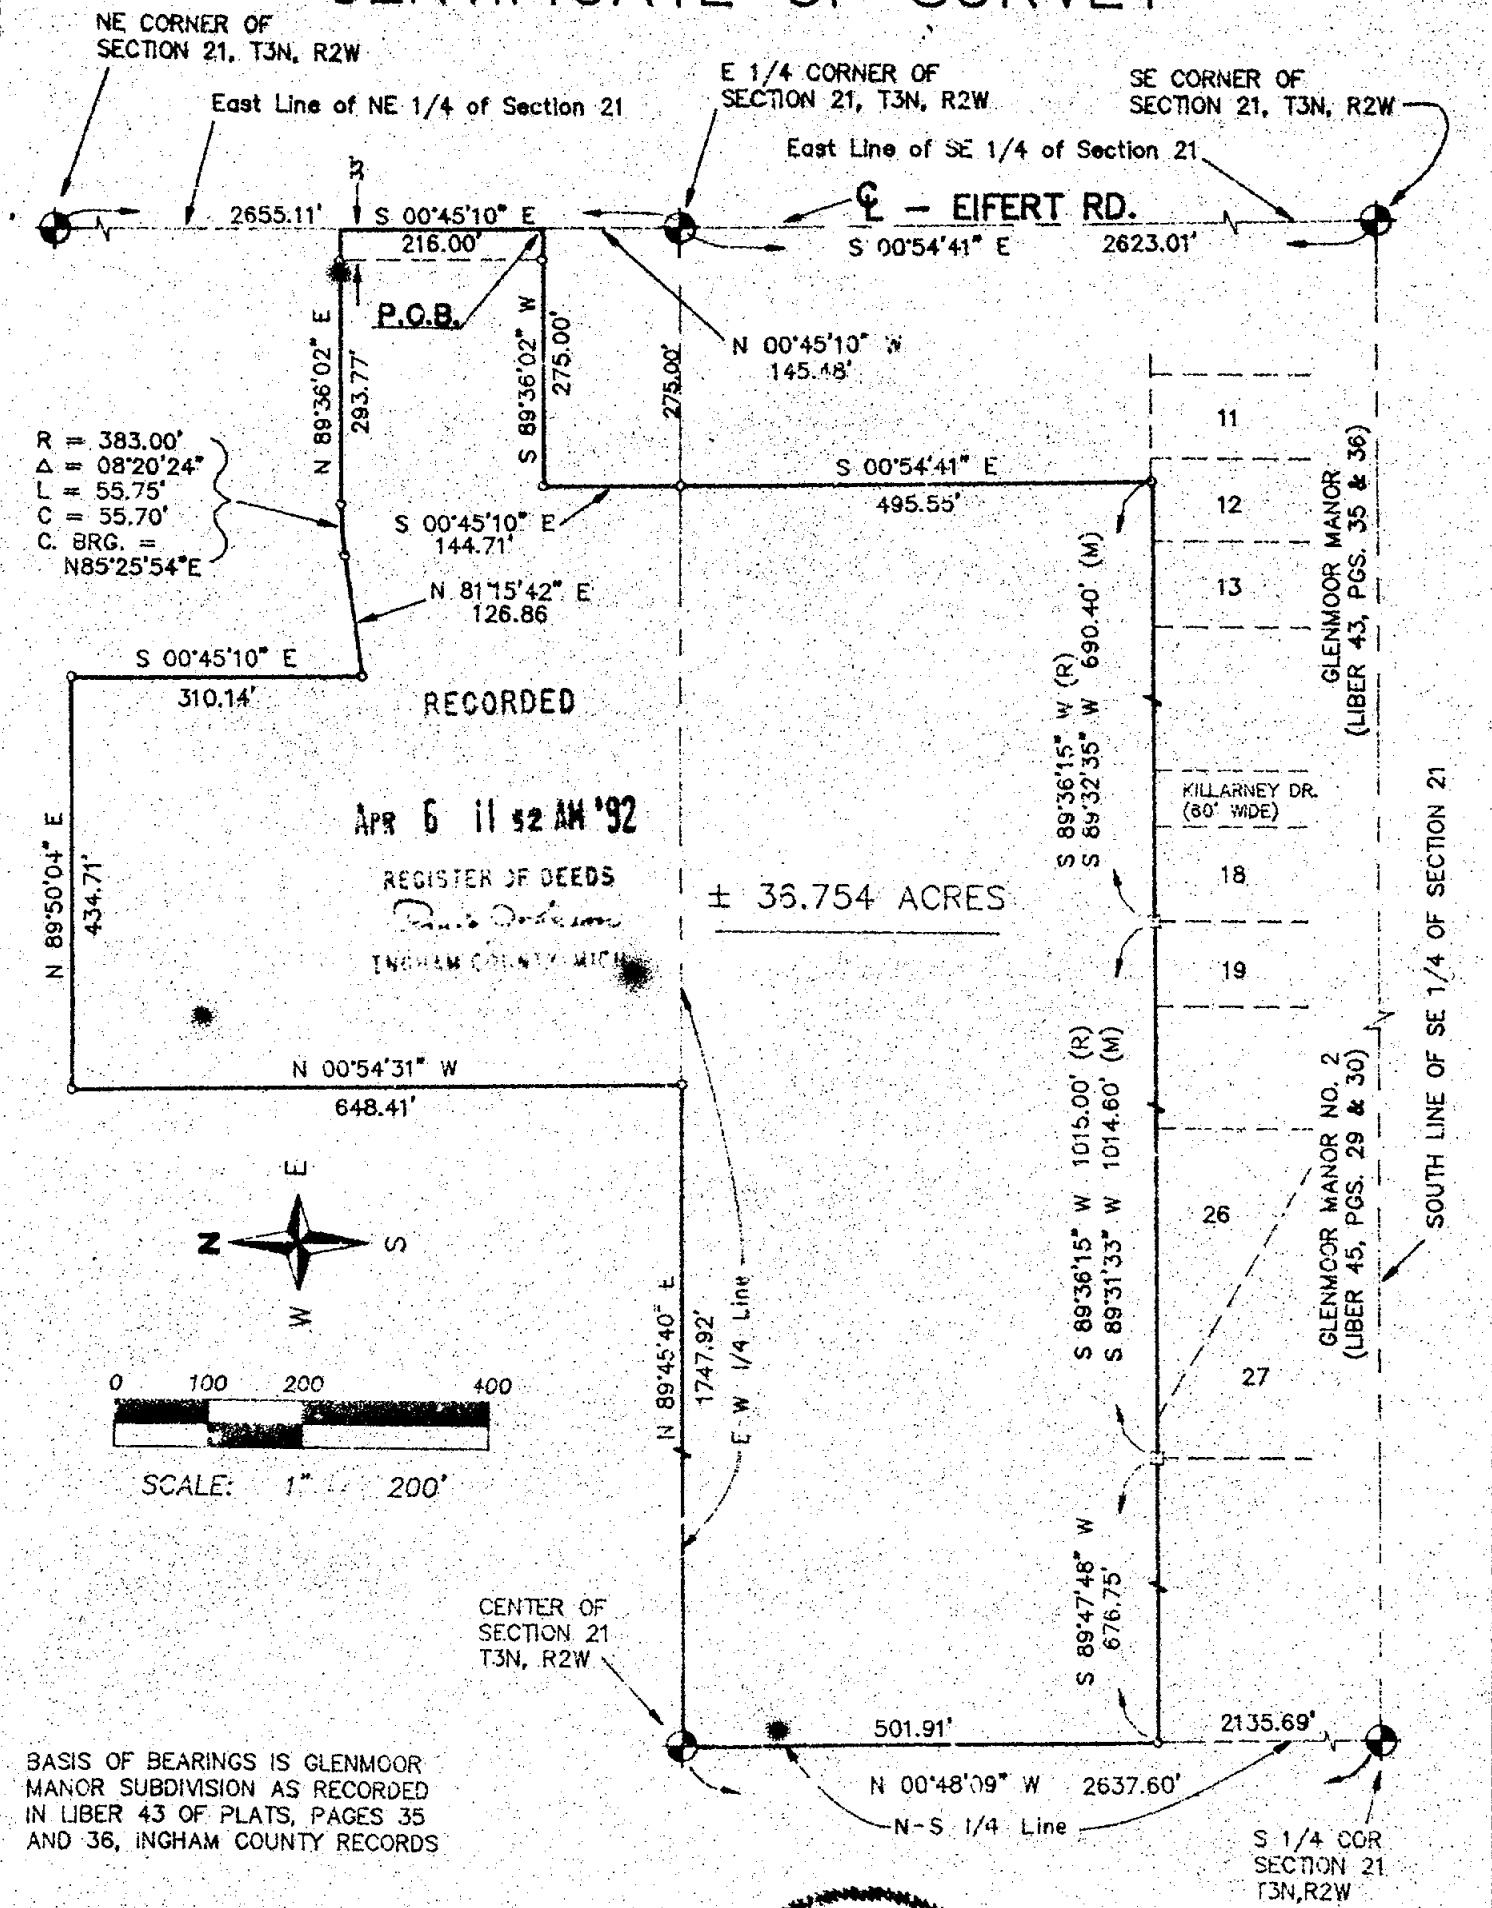 CERTIFICATE OF SURVEY
NE CORNER OF
SECTION 21, T3N, R2W
East Line of NE 1/4 of Section 21
E 1/4 CORNER OF
SECTION 21, T3N, R2W
SE CORNER OF
SECTION 21, T3N, R2W
East Line of SE 1/4 of Section 21
33'
2655.11'
S 00°45'10" E
216.00'
℄ - EIFERT RD.
S 00°54'41" E
2623.01'
P.O.B.
N 89°36'02" E
293.77'
S 89°36'02" W
275.00'
275.00'
N 00°45'10" W
145.48'
R = 383.00'
Δ = 08°20'24"
L = 55.75'
C = 55.70'
C. BRG. =
N85°25'54"E
S 00°45'10" E
144.71'
S 00°54'41" E
495.55'
N 81°15'42" E
126.86
S 00°45'10" E
310.14'
11
12
13
GLENMOOR MANOR
(LIBER 43, PGS. 35 & 36)
S 89°36'15" W (R)
S 89°32'35" W 690.40' (M)
RECORDED
APR 6 11 52 AM '92
REGISTER OF DEEDS
INGHAM COUNTY MICH
KILLARNEY DR.
(60' WIDE)
18
19
± 36.754 ACRES
N 89°50'04" E
434.71'
N 00°54'31" W
648.41'
S 89°36'15" W 1015.00' (R)
S 89°31'33" W 1014.60' (M)
26
27
GLENMOOR MANOR NO. 2
(LIBER 45, PGS. 29 & 30)
SOUTH LINE OF SE 1/4 OF SECTION 21
E
N
S
W
0 100 200 400
SCALE: 1" 200'
N 89°45'40" E
1747.92'
E W 1/4 Line
S 89°47'48" W
676.75'
CENTER OF
SECTION 21
T3N, R2W
501.91'
2135.69'
N 00°48'09" W 2637.60'
N-S 1/4 Line
S 1/4 COR
SECTION 21
T3N,R2W
BASIS OF BEARINGS IS GLENMOOR
MANOR SUBDIVISION AS RECORDED
IN LIBER 43 OF PLATS, PAGES 35
AND 36, INGHAM COUNTY RECORDS